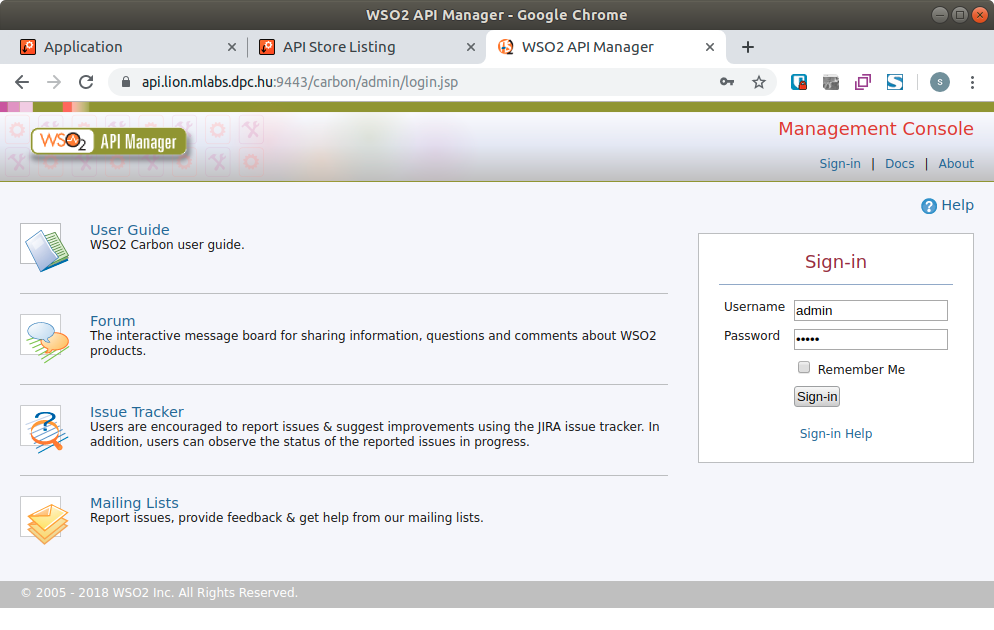 WSO2 API Manager - Google Chrome
Application
API Store Listing
WSO2 API Manager
api.lion.mlabs.dpc.hu:9443/carbon/admin/login.jsp
S
WSO2 API Manager
Management Console
Sign-in | Docs | About
Help
User Guide
WSO2 Carbon user guide.
Forum
The interactive message board for sharing information, questions and comments about WSO2
products.
Issue Tracker
Users are encouraged to report issues & suggest improvements using the JIRA issue tracker. In
addition, users can observe the status of the reported issues in progress.
Mailing Lists
Report issues, provide feedback & get help from our mailing lists.
Sign-in
Username admin
Password •••••
Remember Me
Sign-in
Sign-in Help
© 2005 - 2018 WSO2 Inc. All Rights Reserved.